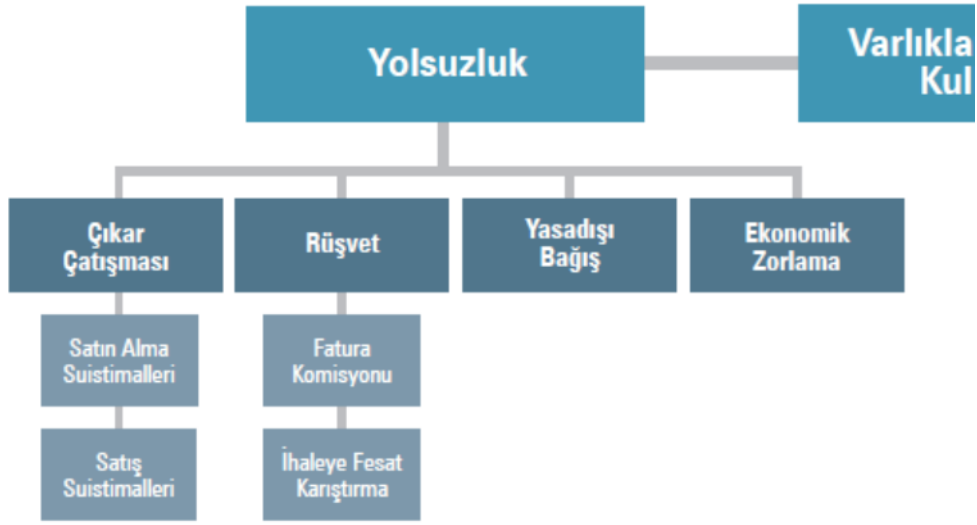 Yolsuzluk
Varlıkla
Kul
Çıkar
Çatışması
Rüşvet
Yasadışı
Bağış
Ekonomik
Zorlama
Satın Alma
Suistimalleri
Fatura
Komisyonu
Satış
Suistimalleri
İhaleye Fesat
Karıştırma